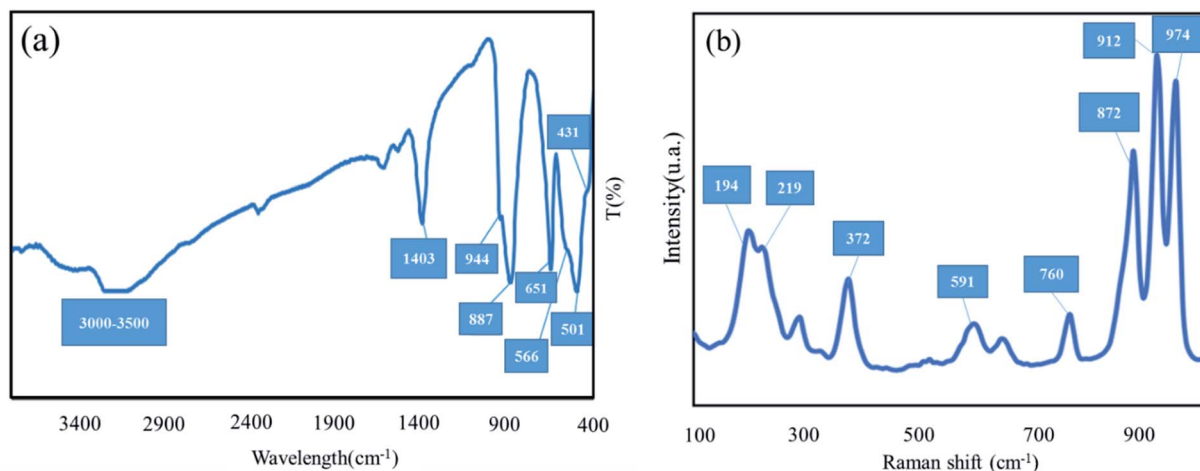 (a)
431
T(%)
1403
944
3000-3500
651
887
501
566
3400 2900 2400 1900 1400 900 400
Wavelength(cm-1)
(b)
912
974
872
194
219
372
591
760
Intensity(u.a.)
100 300 500 700 900
Raman shift (cm-1)